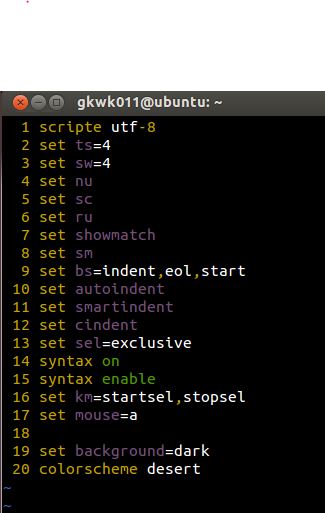 gkwk011@ubuntu: ~
1 scripte utf-8
2 set ts=4
3 set sw=4
4 set nu
5 set sc
6 set ru
7 set showmatch
8 set sm
9 set bs=indent,eol,start
10 set autoindent
11 set smartindent
12 set cindent
13 set sel=exclusive
14 syntax on
15 syntax enable
16 set km=startsel,stopsel
17 set mouse=a
18
19 set background=dark
20 colorscheme desert
~
~